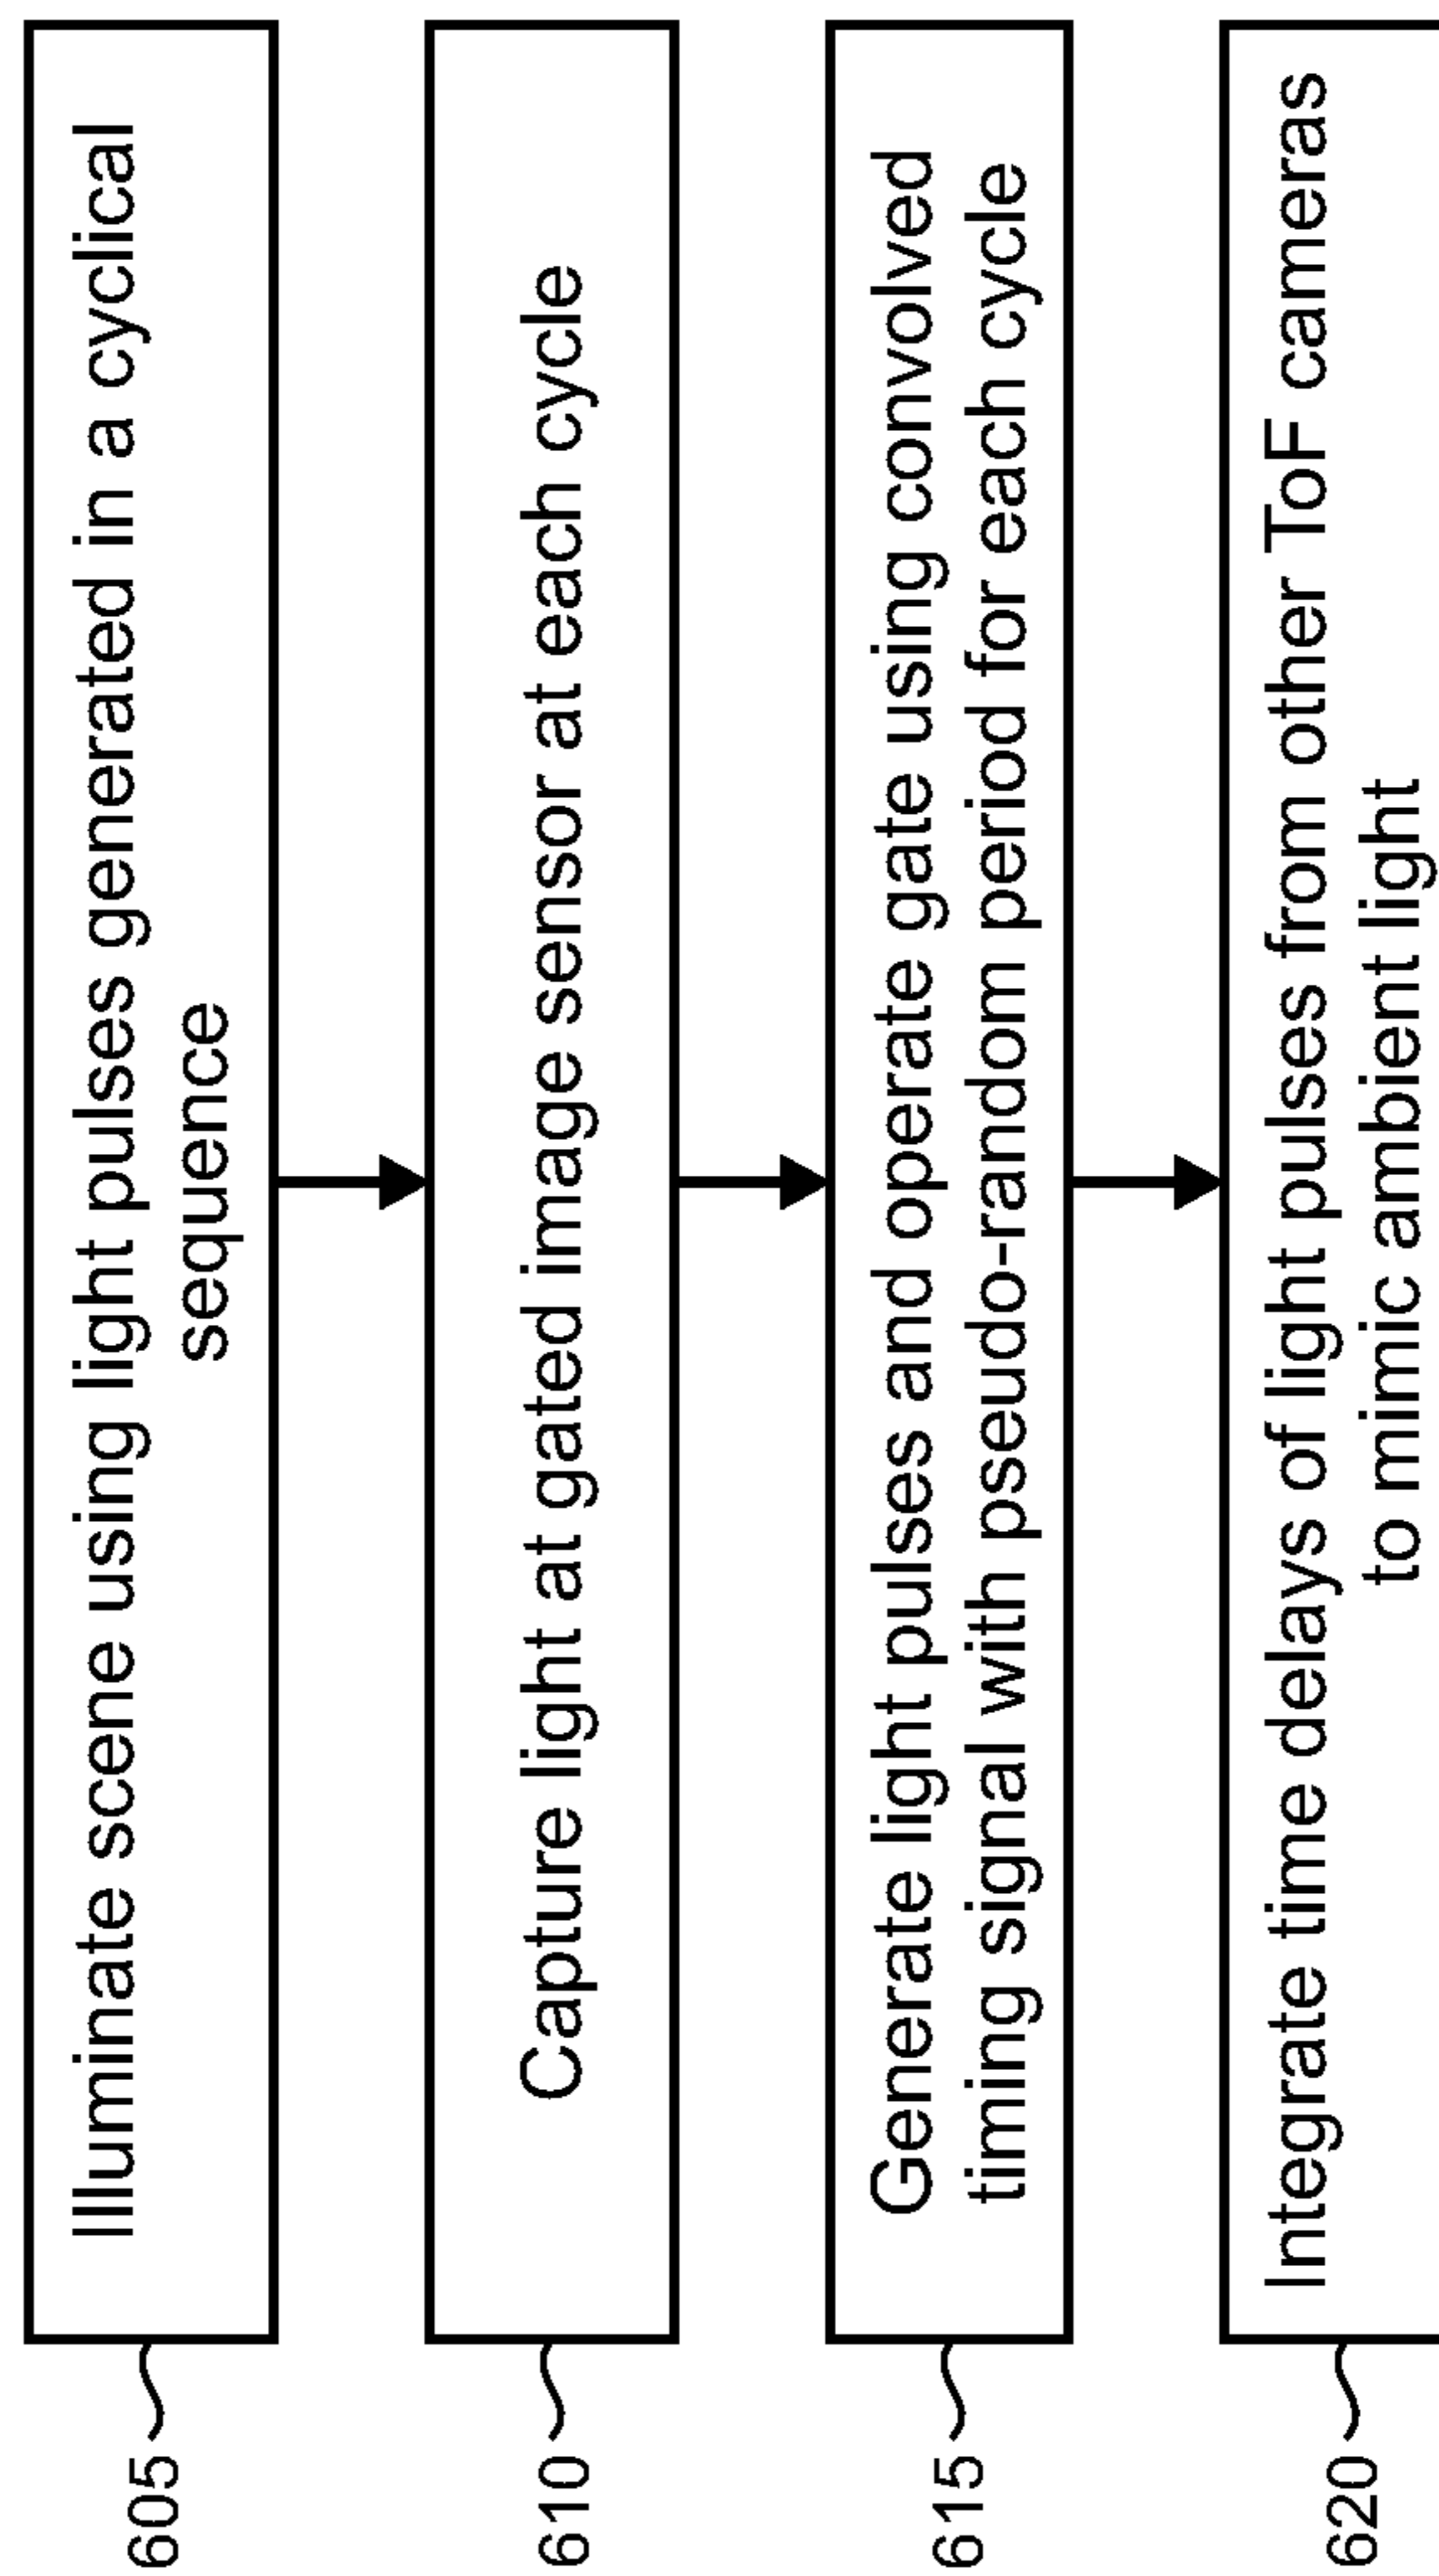 605
Illuminate scene using light pulses generated in a cyclical
sequence
610
Capture light at gated image sensor at each cycle
615
Generate light pulses and operate gate using convolved
timing signal with pseudo-random period for each cycle
620
Integrate time delays of light pulses from other ToF cameras
to mimic ambient light